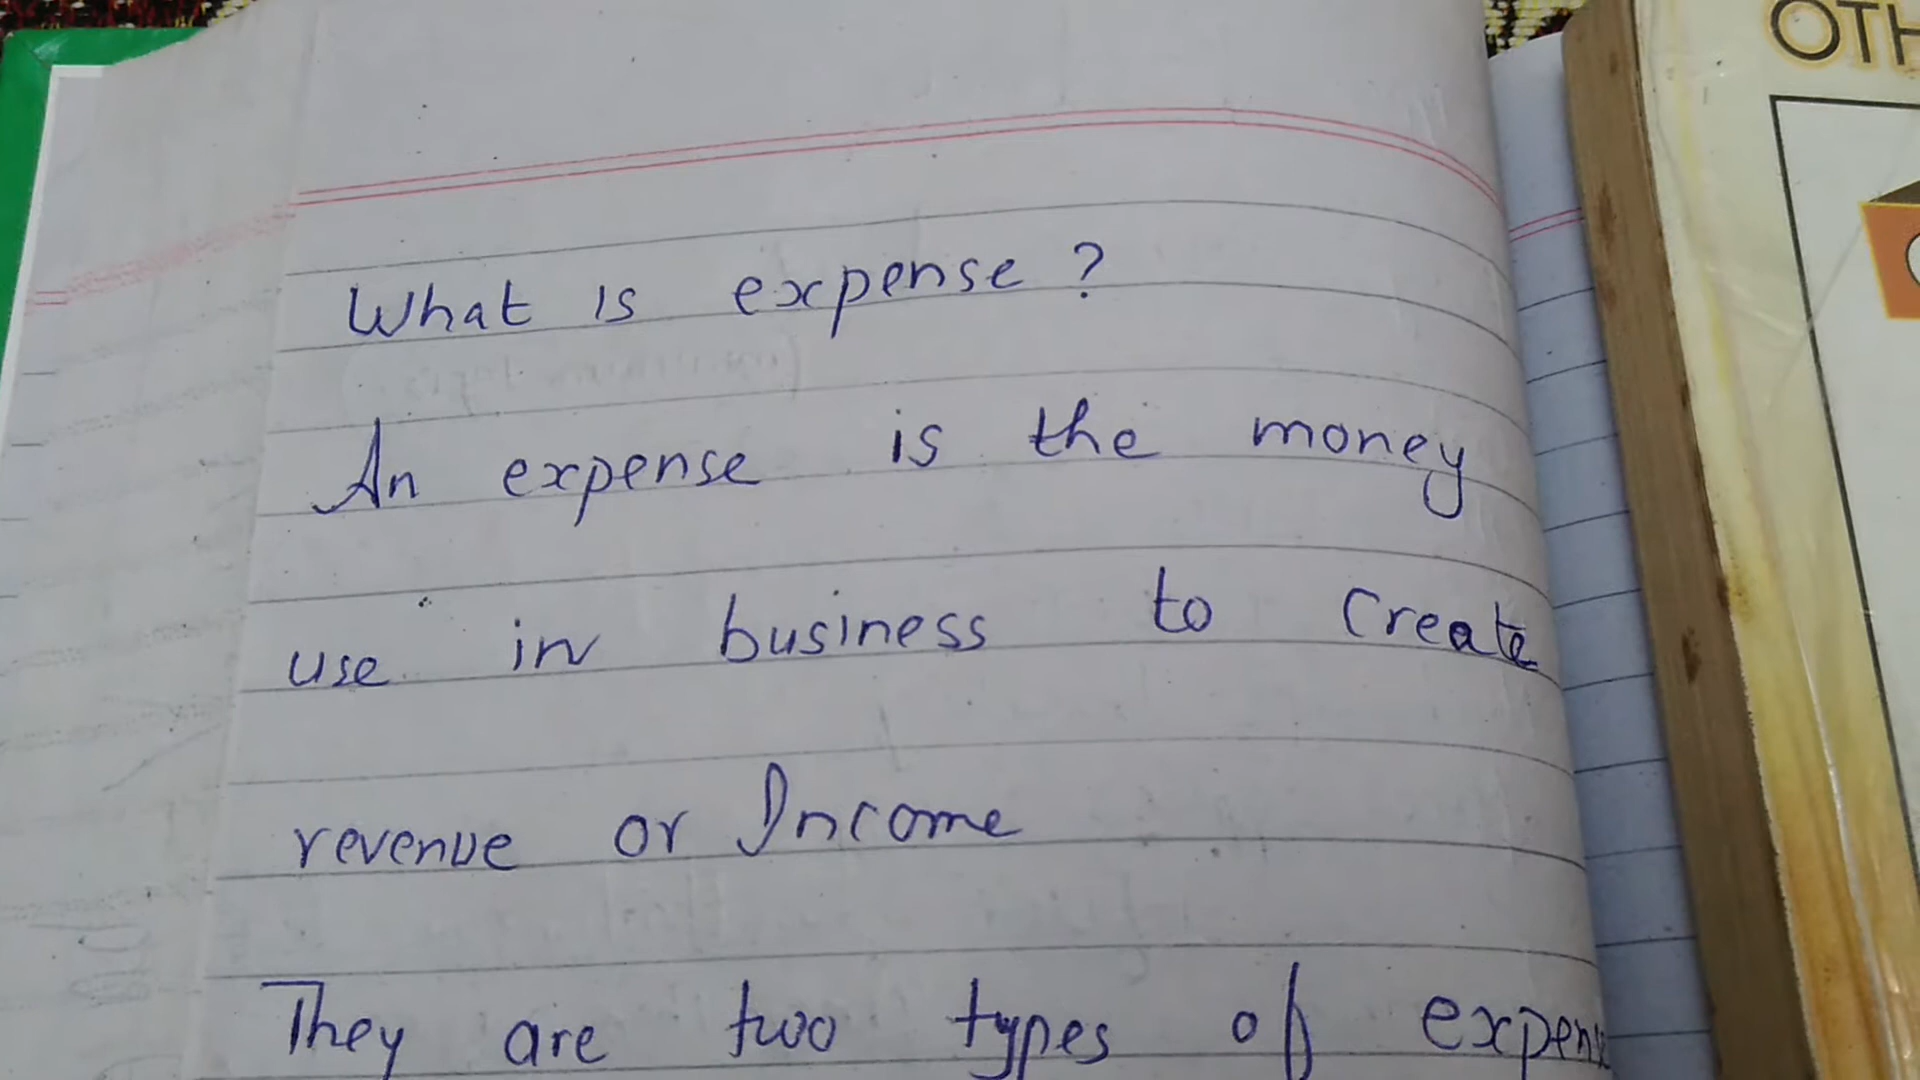 What is expense?
An expense is the money
use in business to create
revenue or Income
They are two types of
OTH